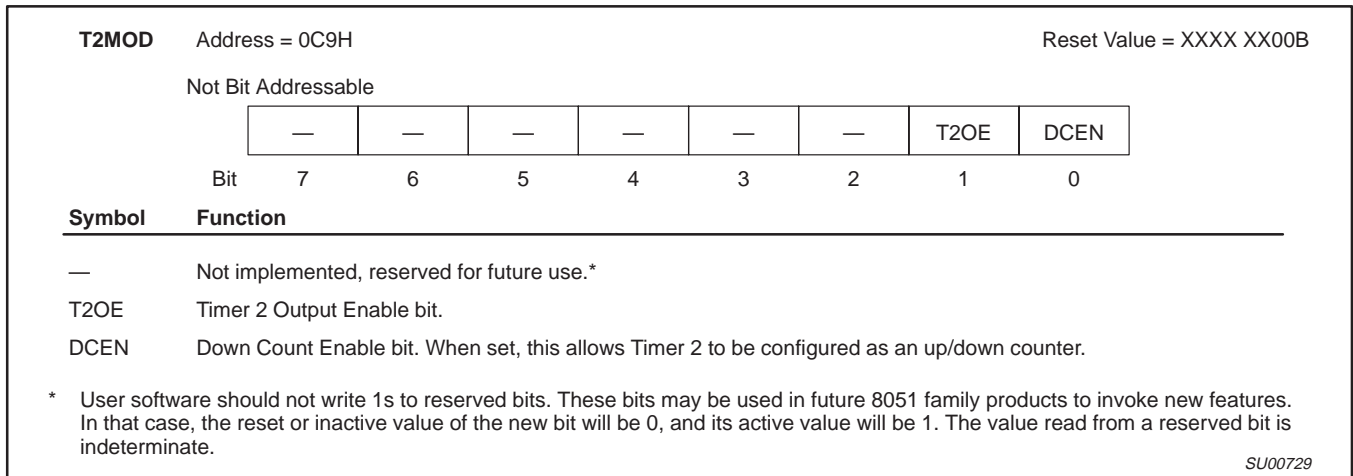 T2MOD Address = 0C9H Reset Value = XXXX XX00B
Not Bit Addressable
— — — — — — T2OE DCEN
Bit 7 6 5 4 3 2 1 0
Symbol Function
— Not implemented, reserved for future use.*
T2OE Timer 2 Output Enable bit.
DCEN Down Count Enable bit. When set, this allows Timer 2 to be configured as an up/down counter.
* User software should not write 1s to reserved bits. These bits may be used in future 8051 family products to invoke new features.
In that case, the reset or inactive value of the new bit will be 0, and its active value will be 1. The value read from a reserved bit is
indeterminate.
SU00729